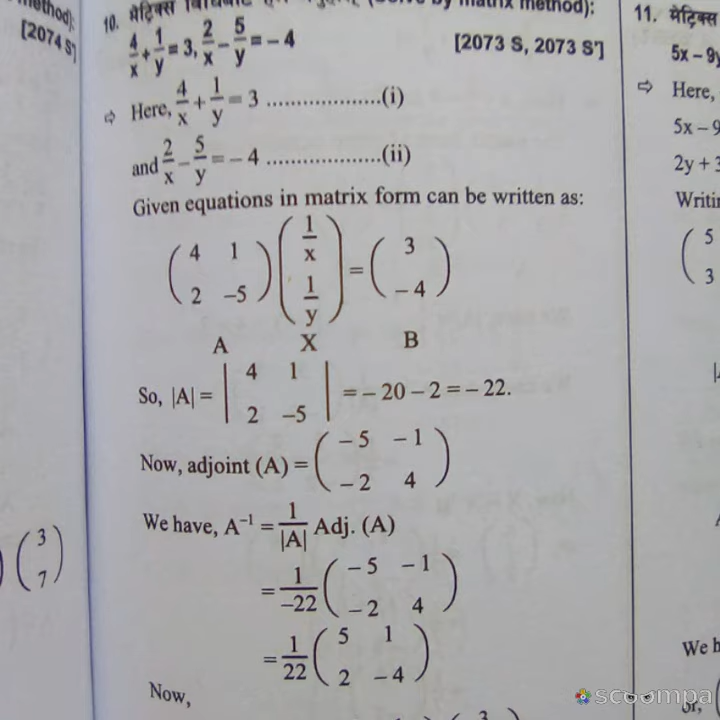 [2074 S]
10. मेट्रिक्स
method):
4/x + 1/y = 3, 2/x − 5/y = − 4
[2073 S, 2073 S']
⇨ Here, 4/x + 1/y = 3 ...................(i)
and 2/x − 5/y = − 4 ...................(ii)
Given equations in matrix form can be written as:
( 4 1 ; 2 −5 ) ( 1/x ; 1/y ) = ( 3 ; − 4 )
A X B
So, |A| = | 4 1 ; 2 −5 | = − 20 − 2 = − 22.
Now, adjoint (A) = ( − 5 − 1 ; − 2 4 )
We have, A⁻¹ = 1/|A| Adj. (A)
= 1/−22 ( − 5 − 1 ; − 2 4 )
= 1/22 ( 5 1 ; 2 − 4 )
Now,
( 3 ; 7 )
11. मेट्रिक्स
5x – 9y
⇨ Here,
5x – 9
2y + 3
( 5 ; 3
We h
or,